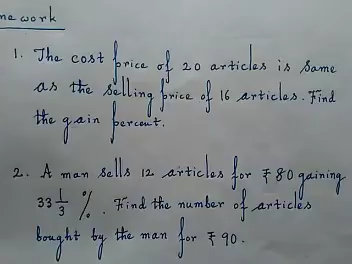 me work
1. The cost price of 20 articles is same
as the selling price of 16 articles. Find
the gain percent.
2. A man sells 12 articles for ₹ 80 gaining
33 1/3 %. Find the number of articles
bought by the man for ₹ 90.